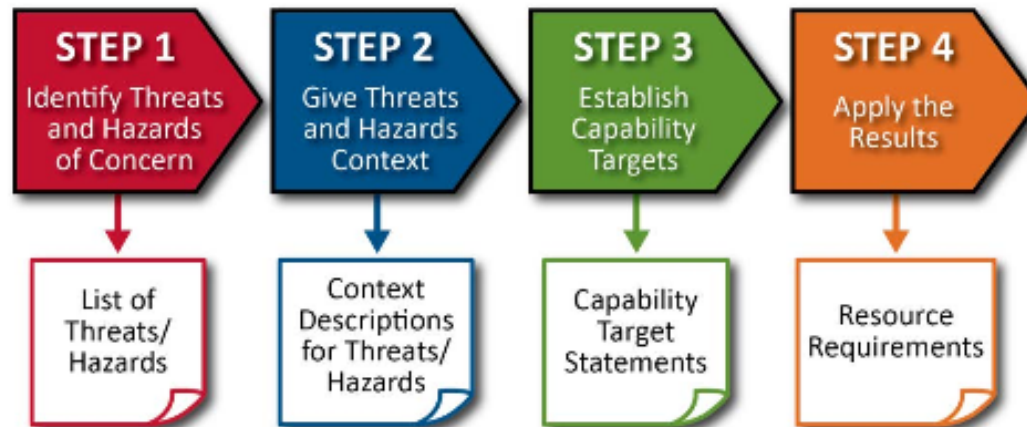 STEP 1
Identify Threats
and Hazards
of Concern
STEP 2
Give Threats
and Hazards
Context
STEP 3
Establish
Capability
Targets
STEP 4
Apply the
Results
List of
Threats/
Hazards
Context
Descriptions
for Threats/
Hazards
Capability
Target
Statements
Resource
Requirements